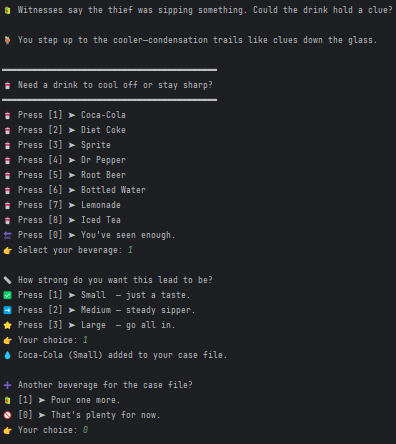 Witnesses say the thief was sipping something. Could the drink hold a clue?
You step up to the cooler—condensation trails like clues down the glass.
Need a drink to cool off or stay sharp?
Press [1] ➤ Coca-Cola
Press [2] ➤ Diet Coke
Press [3] ➤ Sprite
Press [4] ➤ Dr Pepper
Press [5] ➤ Root Beer
Press [6] ➤ Bottled Water
Press [7] ➤ Lemonade
Press [8] ➤ Iced Tea
Press [0] ➤ You've seen enough.
Select your beverage: 1
How strong do you want this lead to be?
Press [1] ➤ Small – just a taste.
Press [2] ➤ Medium – steady sipper.
Press [3] ➤ Large – go all in.
Your choice: 1
Coca-Cola (Small) added to your case file.
Another beverage for the case file?
[1] ➤ Pour one more.
[0] ➤ That's plenty for now.
Your choice: 0